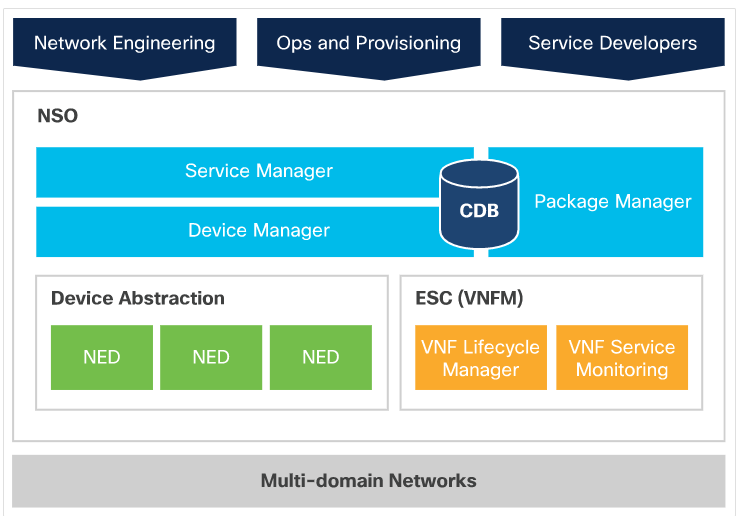 Network Engineering
Ops and Provisioning
Service Developers
NSO
Service Manager
Device Manager
CDB
Package Manager
Device Abstraction
NED
NED
NED
ESC (VNFM)
VNF Lifecycle
Manager
VNF Service
Monitoring
Multi-domain Networks